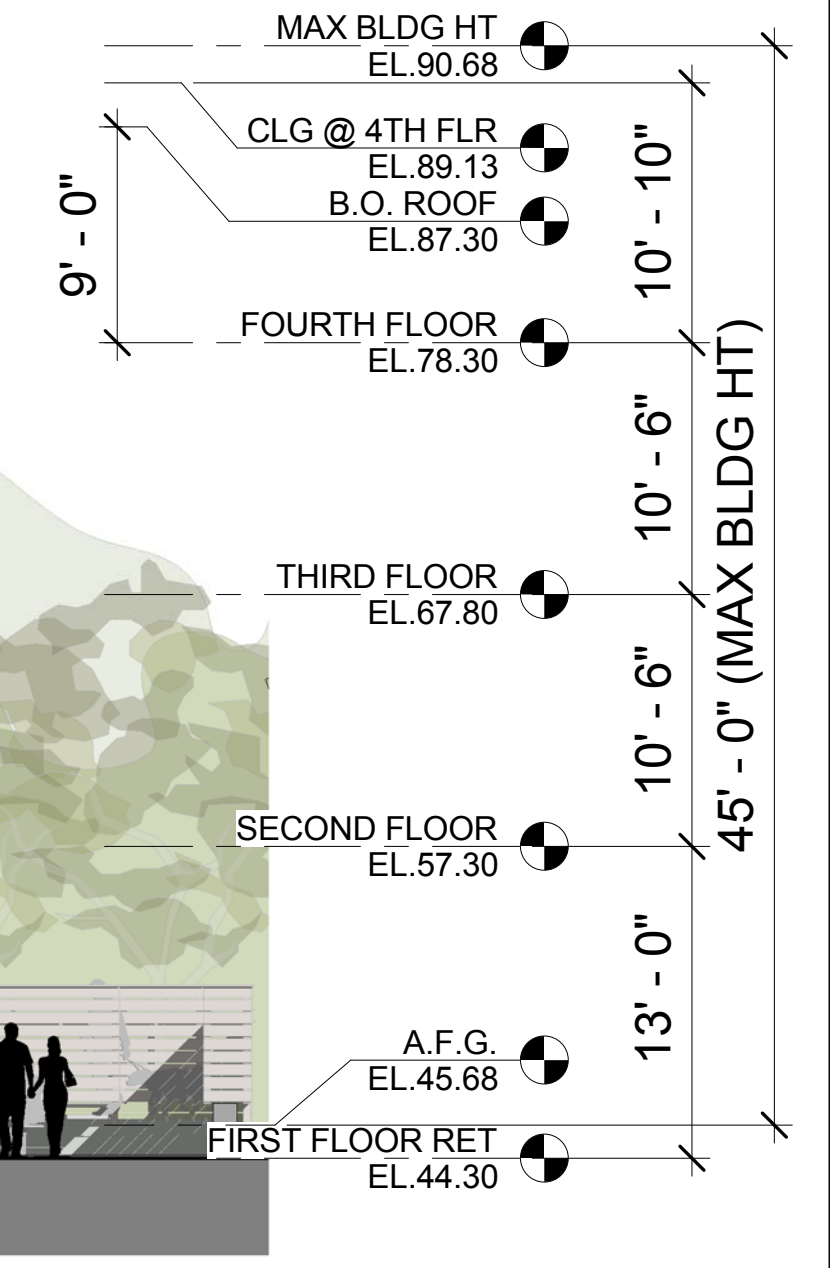 MAX BLDG HT
EL.90.68
CLG @ 4TH FLR
EL.89.13
B.O. ROOF
EL.87.30
FOURTH FLOOR
EL.78.30
THIRD FLOOR
EL.67.80
SECOND FLOOR
EL.57.30
A.F.G.
EL.45.68
FIRST FLOOR RET
EL.44.30
9' - 0"
10' - 10"
10' - 6"
10' - 6"
13' - 0"
45' - 0" (MAX BLDG HT)